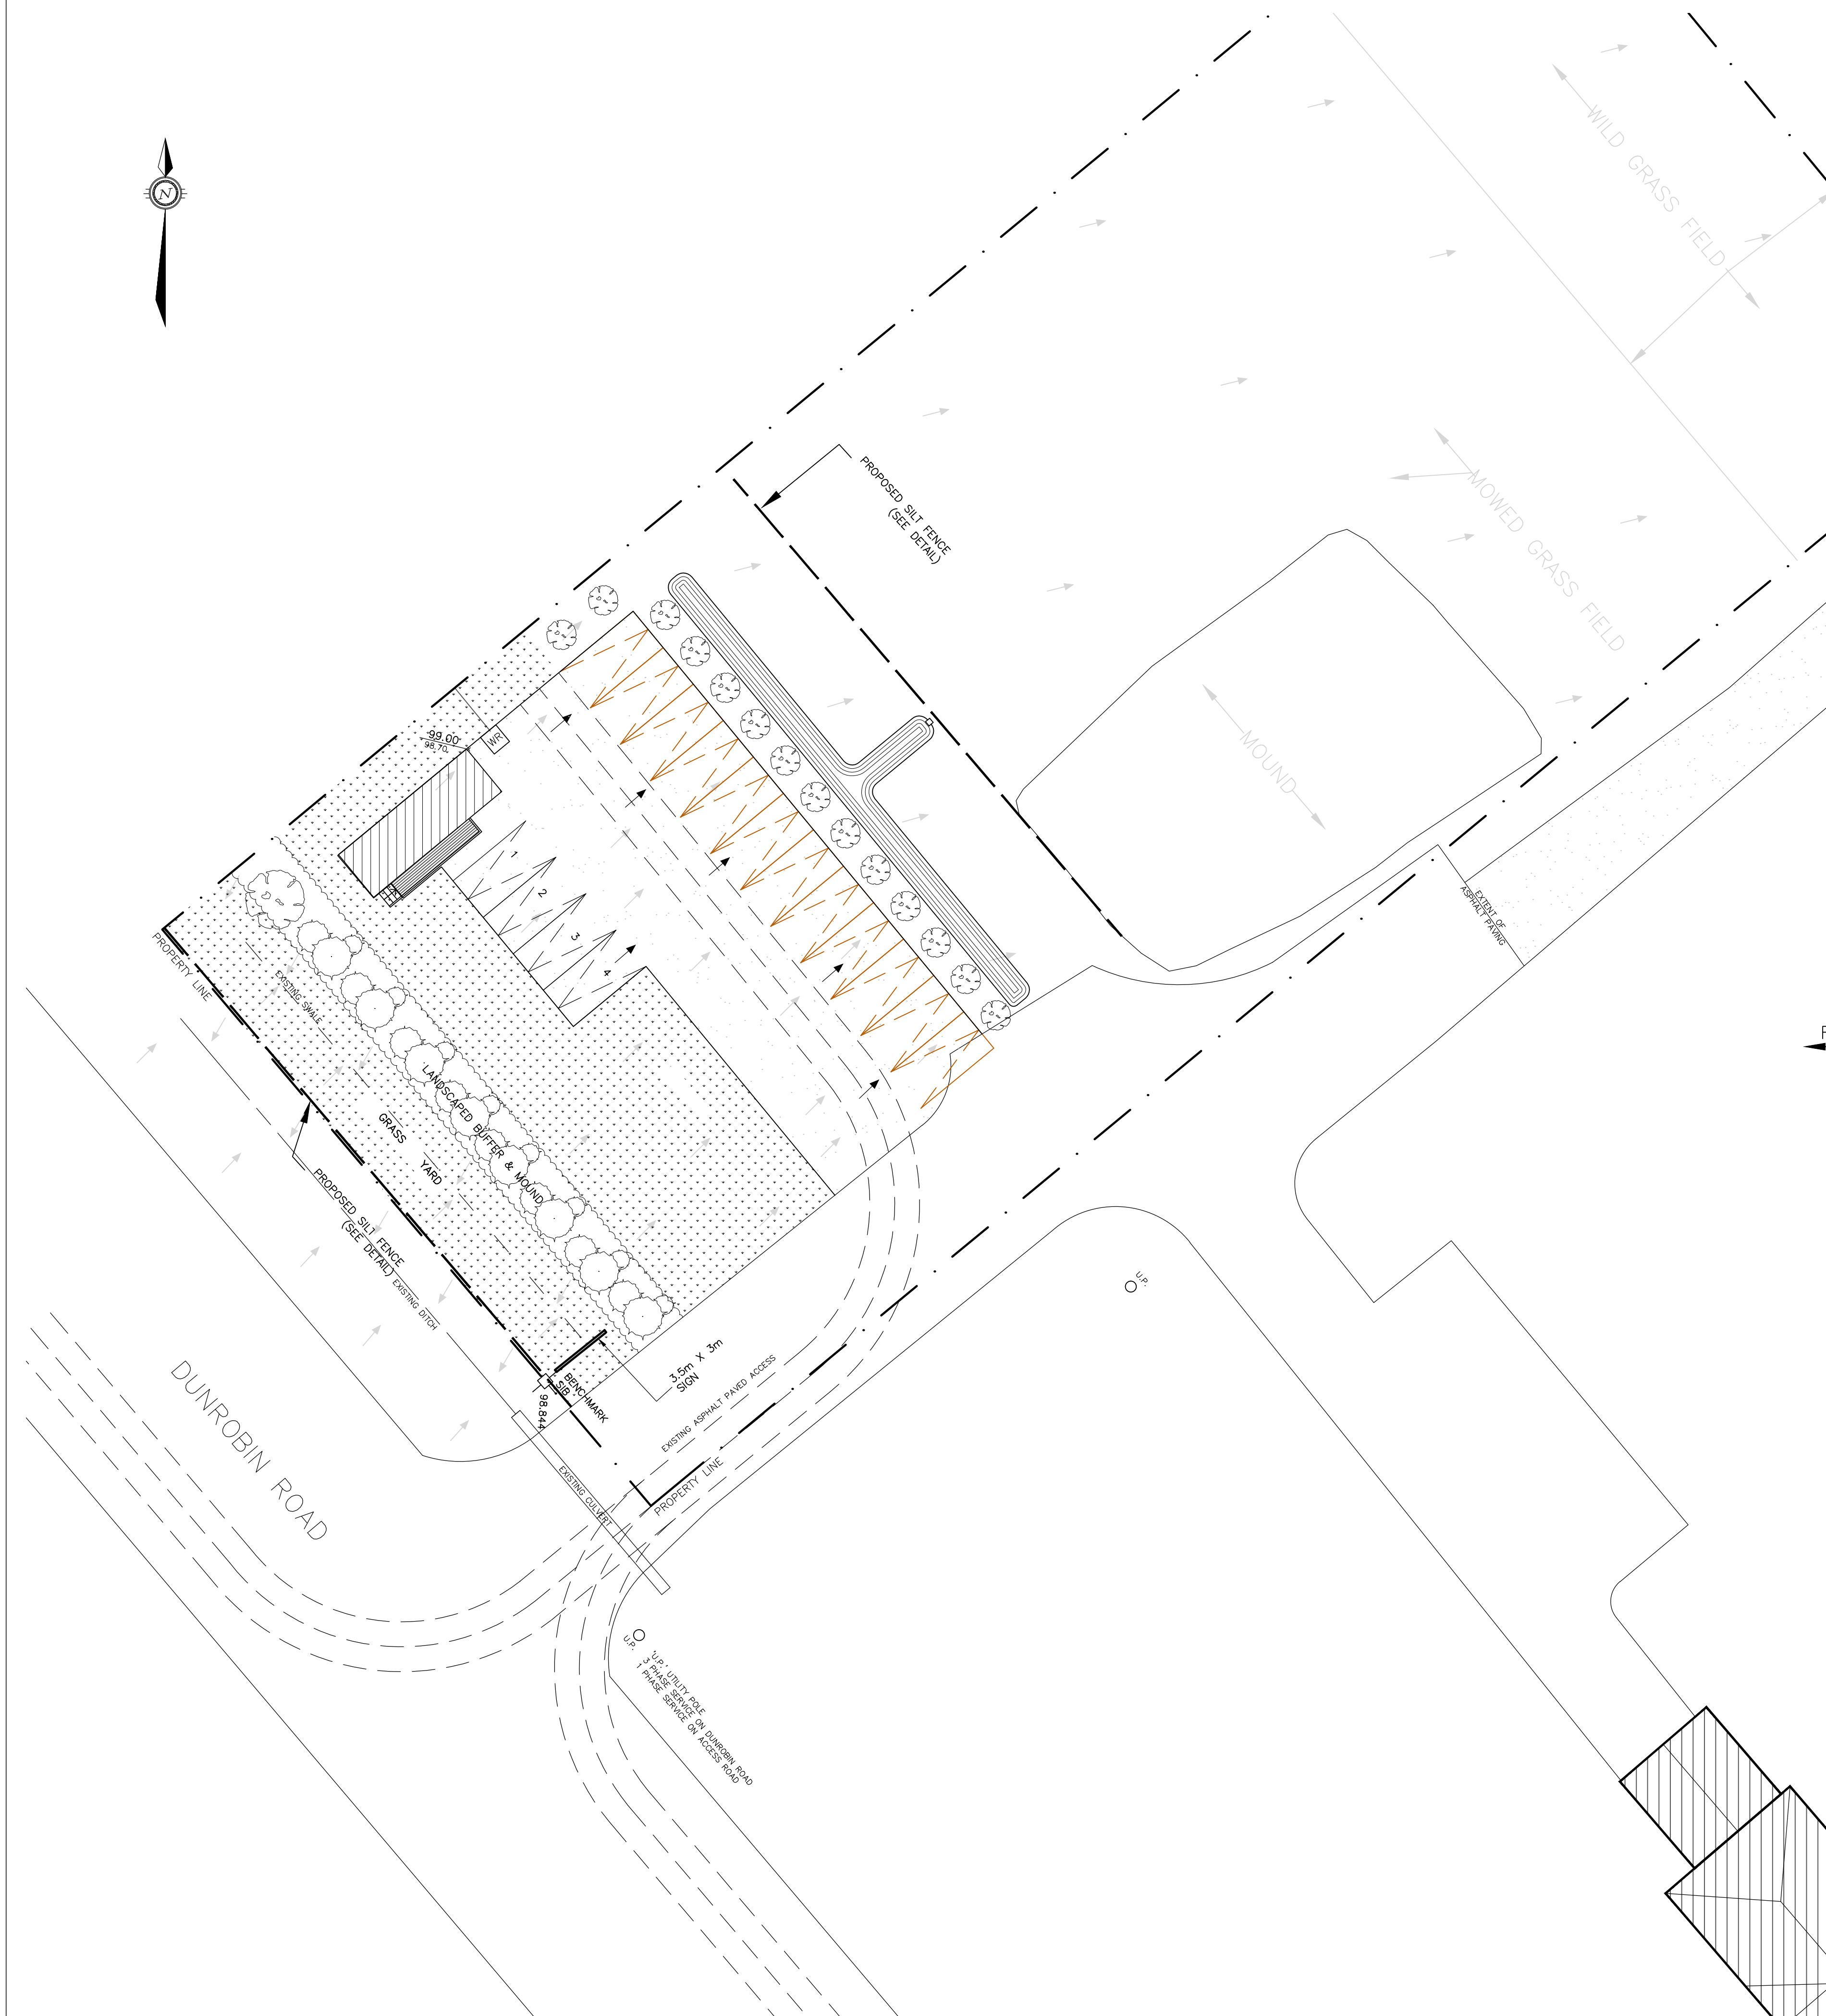 N
WILD GRASS FIELD
PROPOSED SILT FENCE
(SEE DETAIL)
MOWED GRASS FIELD
MOUND
99.00
98.70
WR
1
2
3
4
EXTENT OF
ASPHALT PAVING
PROPERTY LINE
EXISTING SWALE
LANDSCAPED BUFFER & MOUND
GRASS
YARD
PROPOSED SILT FENCE
(SEE DETAIL)
EXISTING DITCH
U.P.
3.5m X 3m
SIGN
BENCHMARK
SIB
98.844
EXISTING ASPHALT PAVED ACCESS
DUNROBIN ROAD
EXISTING CULVERT
PROPERTY LINE
U.P.
'U.P.' UTILITY POLE
3 PHASE SERVICE ON DUNROBIN ROAD
1 PHASE SERVICE ON ACCESS ROAD